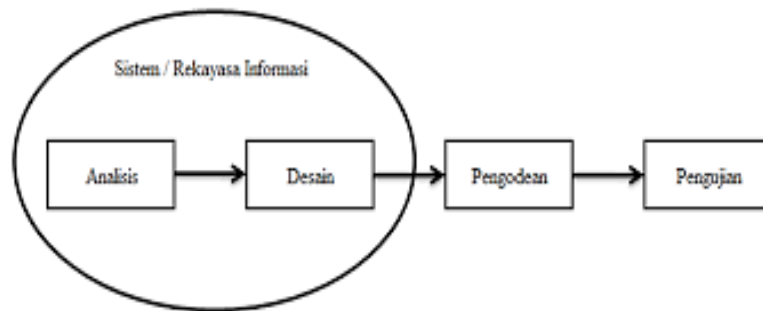 Sistem / Rekayasa Informasi
Analisis
Desain
Pengodean
Pengujian